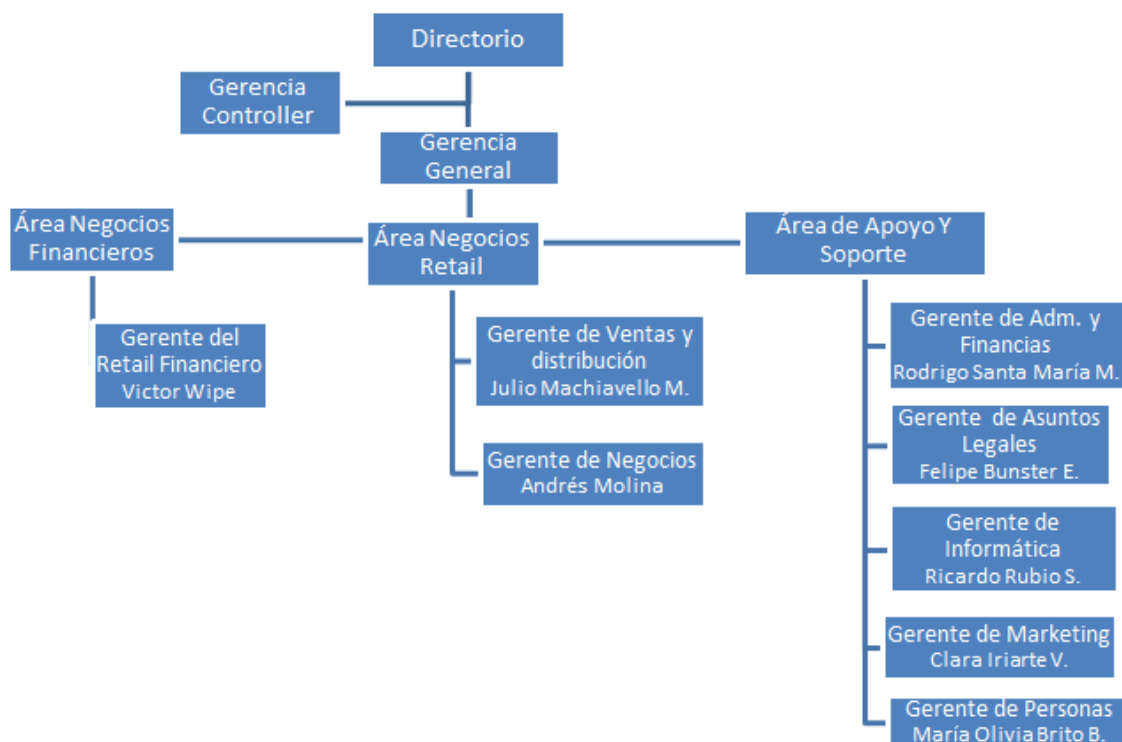 Directorio
Gerencia
Controller
Gerencia
General
Área Negocios
Financieros
Área Negocios
Retail
Área de Apoyo Y
Soporte
Gerente del
Retail Financiero
Victor Wipe
Gerente de Ventas y
distribución
Julio Machiavello M.
Gerente de Negocios
Andrés Molina
Gerente de Adm. y
Financias
Rodrigo Santa María M.
Gerente de Asuntos
Legales
Felipe Bunster E.
Gerente de
Informática
Ricardo Rubio S.
Gerente de Marketing
Clara Iriarte V.
Gerente de Personas
María Olivia Brito B.